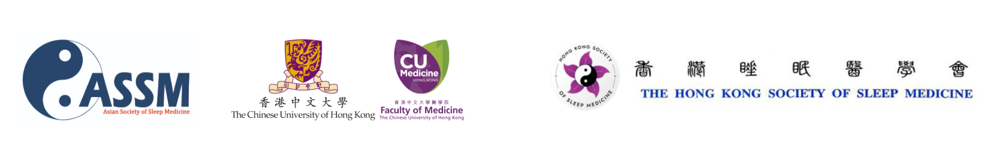 ASSM
Asian Society of Sleep Medicine
香港中文大學
The Chinese University of Hong Kong
CU
Medicine
HONG KONG
香港中文大學醫學院
Faculty of Medicine
The Chinese University of Hong Kong
HONG KONG SOCIETY
OF SLEEP MEDICINE
香港睡眠醫學會
THE HONG KONG SOCIETY OF SLEEP MEDICINE